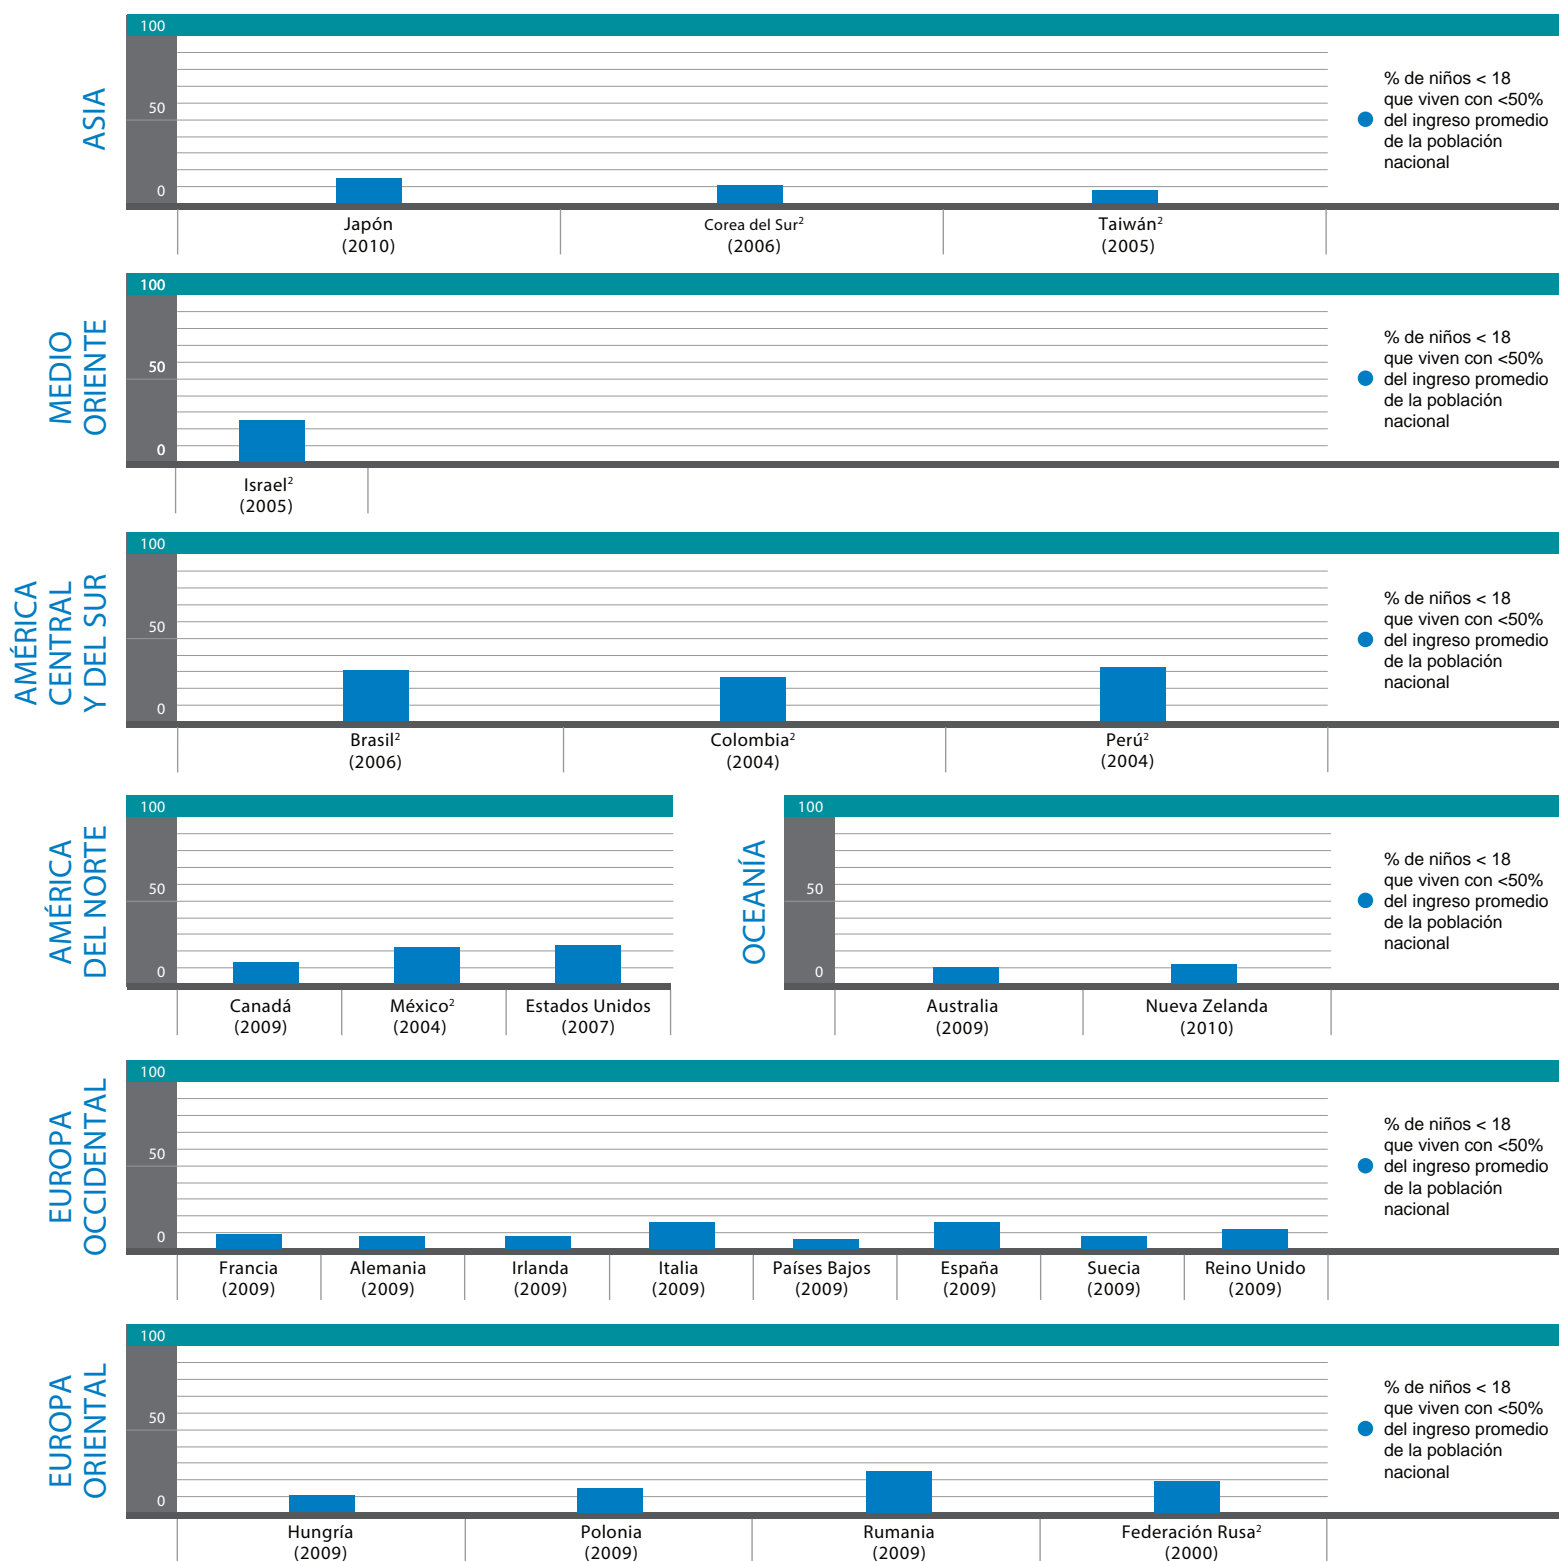 ASIA
100
50
0
% de niños < 18
que viven con <50%
del ingreso promedio
de la población
nacional
Japón
(2010)
Corea del Sur²
(2006)
Taiwán²
(2005)
MEDIO
ORIENTE
100
50
0
% de niños < 18
que viven con <50%
del ingreso promedio
de la población
nacional
Israel²
(2005)
AMÉRICA
CENTRAL
Y DEL SUR
100
50
0
% de niños < 18
que viven con <50%
del ingreso promedio
de la población
nacional
Brasil²
(2006)
Colombia²
(2004)
Perú²
(2004)
AMÉRICA
DEL NORTE
100
50
0
Canadá
(2009)
México²
(2004)
Estados Unidos
(2007)
OCEANÍA
100
50
0
% de niños < 18
que viven con <50%
del ingreso promedio
de la población
nacional
Australia
(2009)
Nueva Zelanda
(2010)
EUROPA
OCCIDENTAL
100
50
0
% de niños < 18
que viven con <50%
del ingreso promedio
de la población
nacional
Francia
(2009)
Alemania
(2009)
Irlanda
(2009)
Italia
(2009)
Países Bajos
(2009)
España
(2009)
Suecia
(2009)
Reino Unido
(2009)
EUROPA
ORIENTAL
100
50
0
% de niños < 18
que viven con <50%
del ingreso promedio
de la población
nacional
Hungría
(2009)
Polonia
(2009)
Rumania
(2009)
Federación Rusa²
(2000)